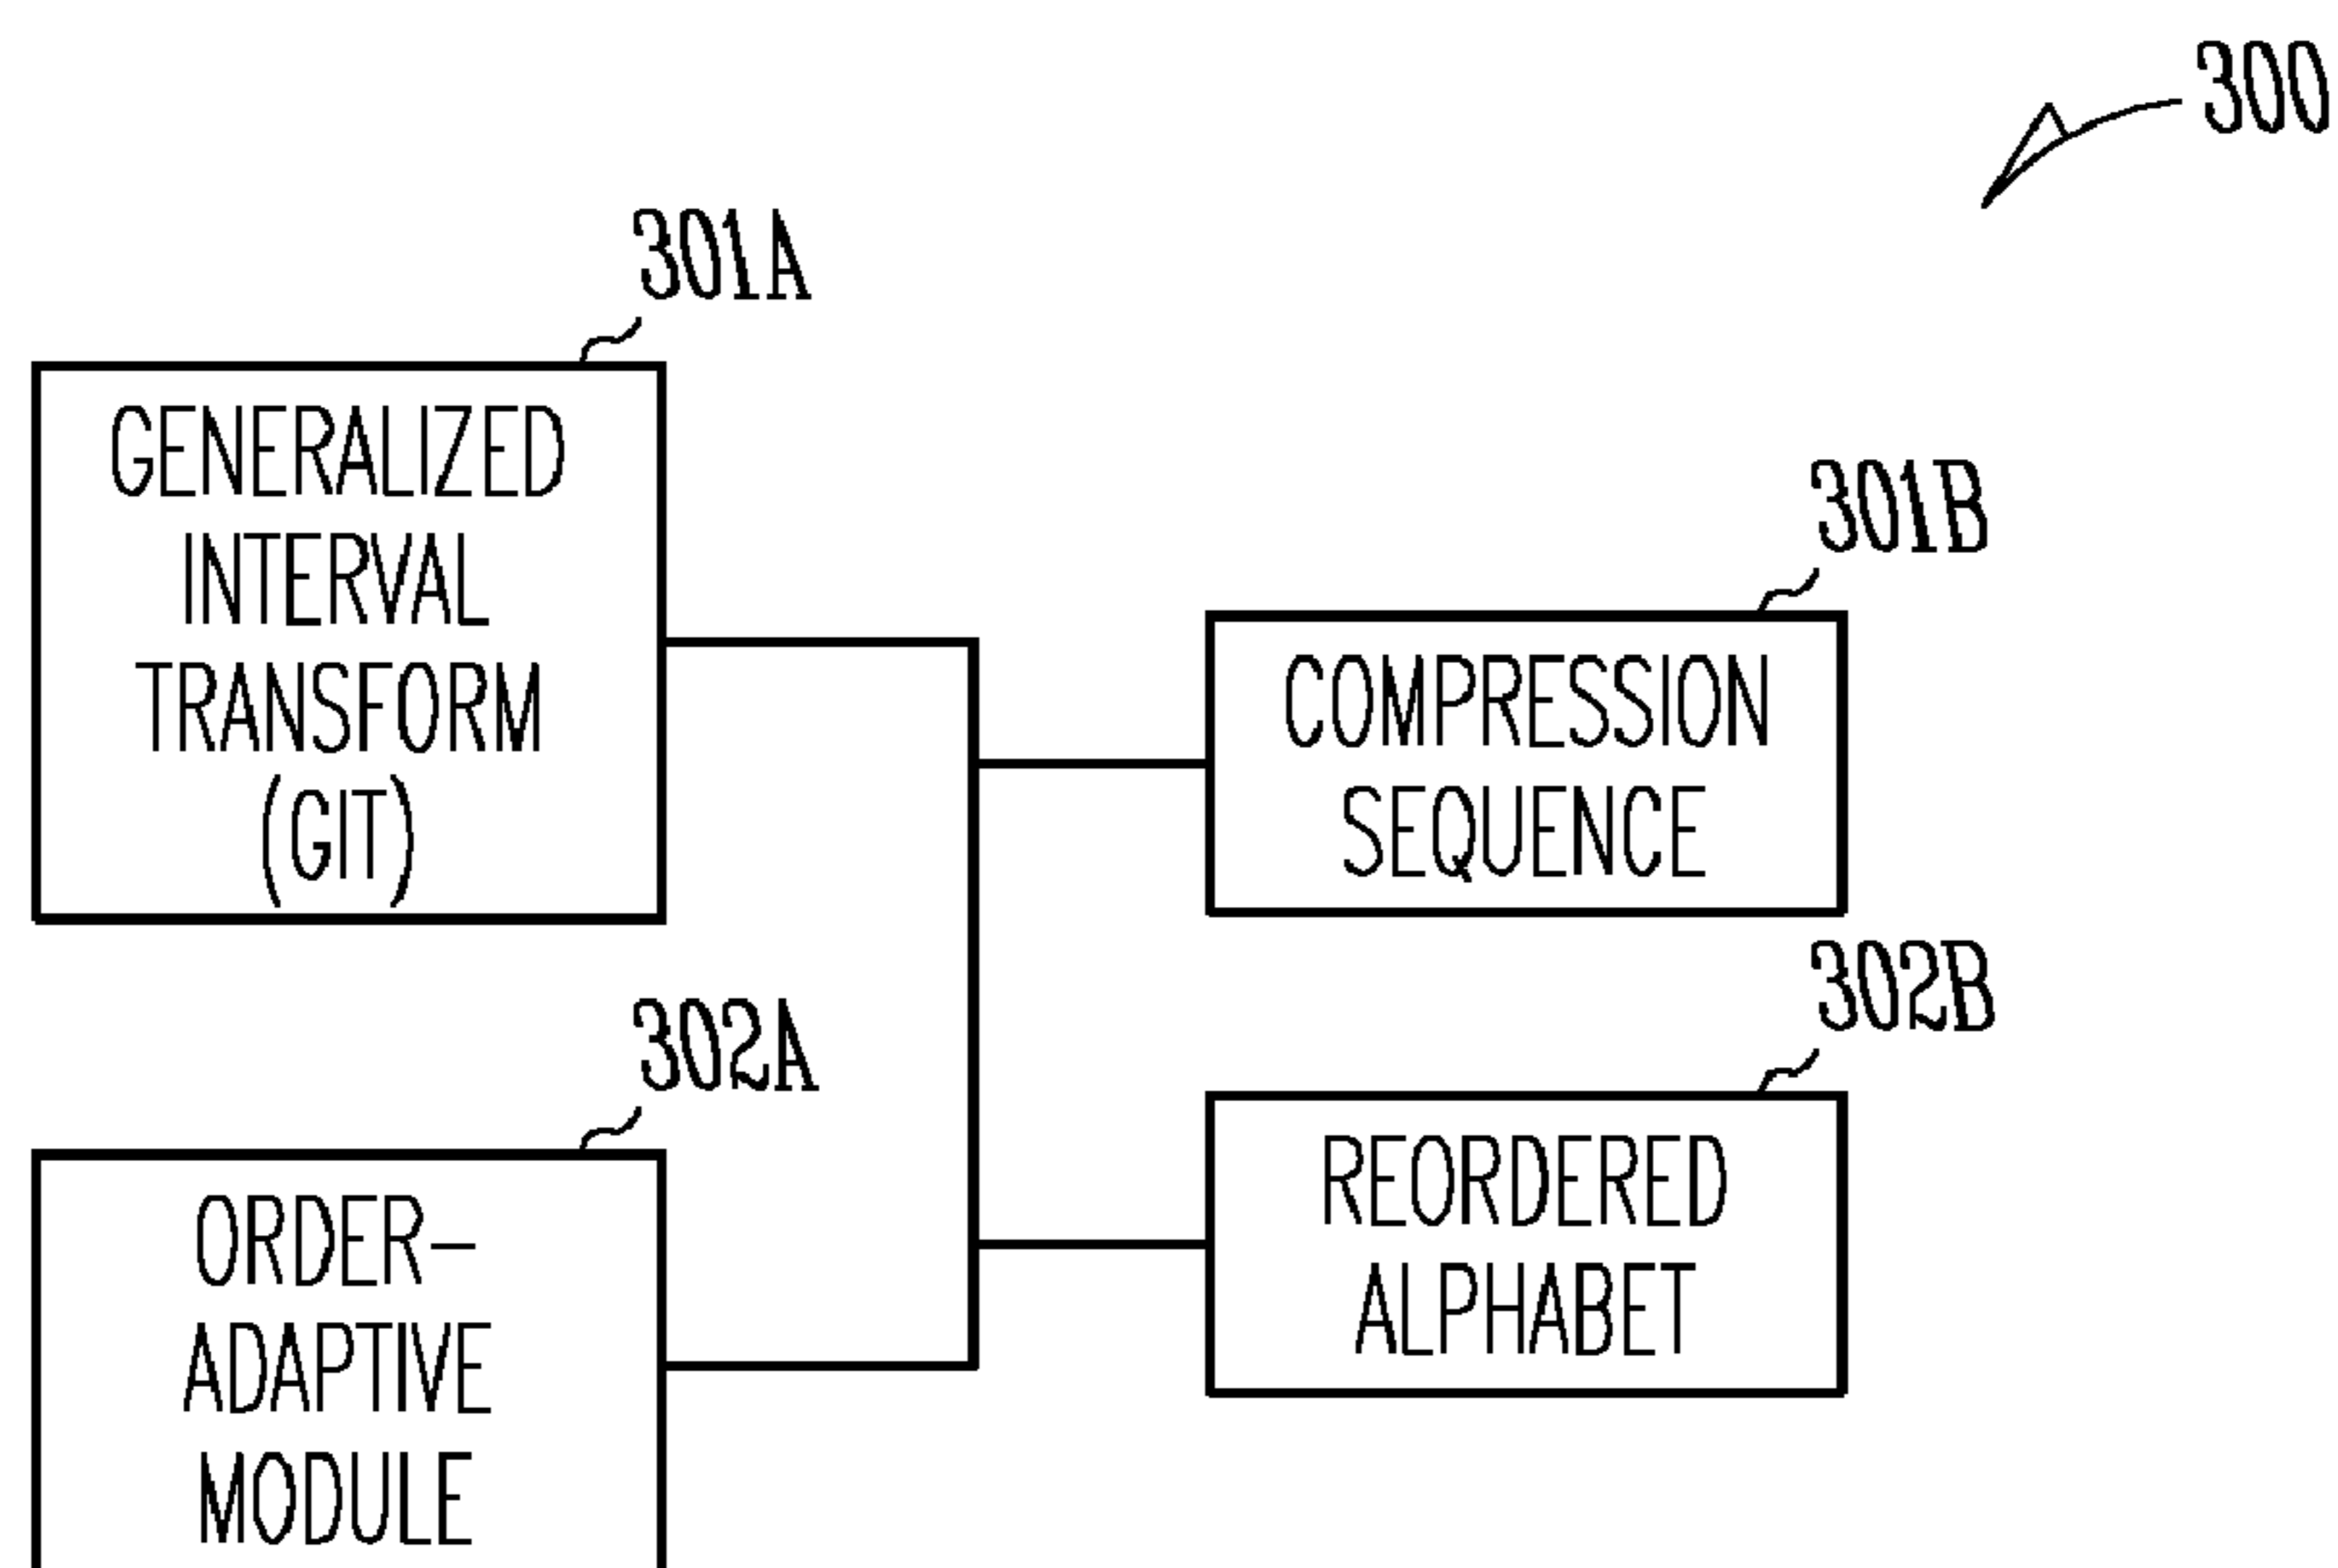 300
301A
GENERALIZED
INTERVAL
TRANSFORM
(GIT)
301B
COMPRESSION
SEQUENCE
302A
ORDER-
ADAPTIVE
MODULE
302B
REORDERED
ALPHABET